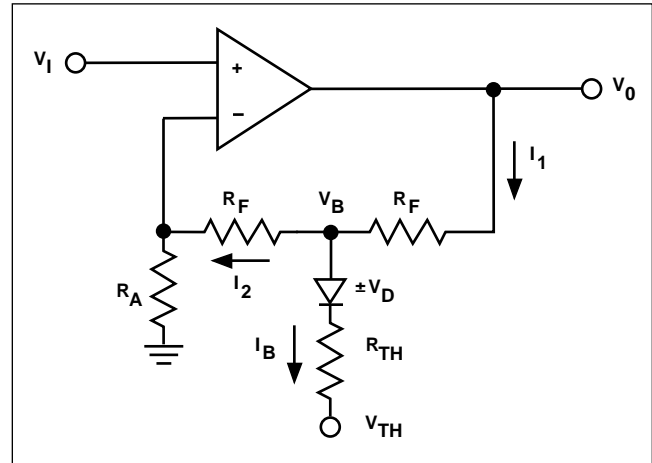 V_I
+
−
V_0
I_1
R_F
V_B
R_F
I_2
R_A
±V_D
I_B
R_TH
V_TH